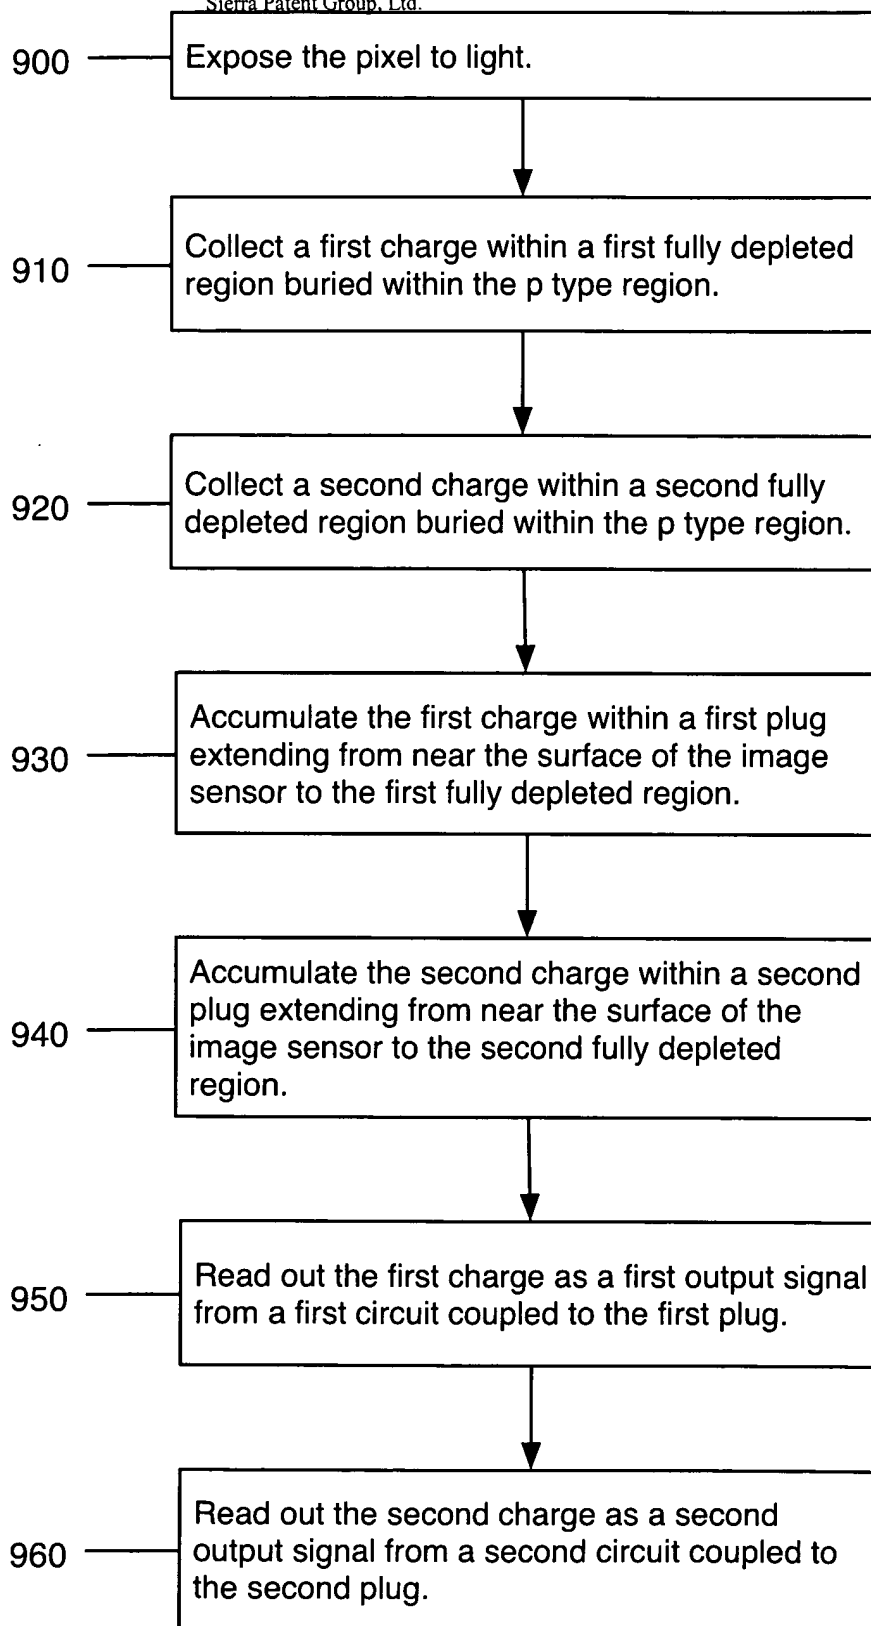 Sierra Patent Group, Ltd.
900
Expose the pixel to light.
910
Collect a first charge within a first fully depleted
region buried within the p type region.
920
Collect a second charge within a second fully
depleted region buried within the p type region.
930
Accumulate the first charge within a first plug
extending from near the surface of the image
sensor to the first fully depleted region.
940
Accumulate the second charge within a second
plug extending from near the surface of the
image sensor to the second fully depleted
region.
950
Read out the first charge as a first output signal
from a first circuit coupled to the first plug.
960
Read out the second charge as a second
output signal from a second circuit coupled to
the second plug.